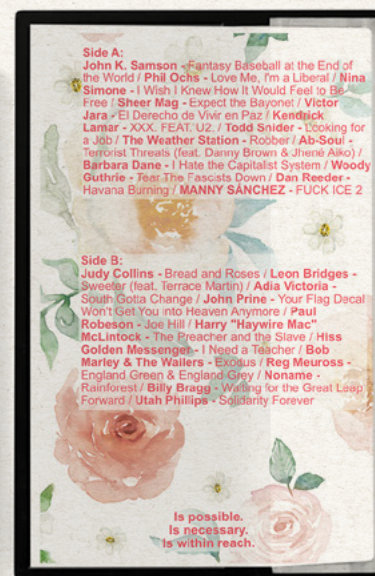 Side A:
John K. Samson - Fantasy Baseball at the End of
the World / Phil Ochs - Love Me, I'm a Liberal / Nina
Simone - I Wish I Knew How It Would Feel to Be
Free / Sheer Mag - Expect the Bayonet / Victor
Jara - El Derecho de Vivir en Paz / Kendrick
Lamar - XXX. FEAT. U2. / Todd Snider - Looking for
a Job / The Weather Station - Robber / Ab-Soul -
Terrorist Threats (feat. Danny Brown & Jhené Aiko) /
Barbara Dane - I Hate the Capitalist System / Woody
Guthrie - Tear The Fascists Down / Dan Reeder -
Havana Burning / MANNY SÁNCHEZ - FUCK ICE 2
Side B:
Judy Collins - Bread and Roses / Leon Bridges -
Sweeter (feat. Terrace Martin) / Adia Victoria -
South Gotta Change / John Prine - Your Flag Decal
Won't Get You Into Heaven Anymore / Paul
Robeson - Joe Hill / Harry "Haywire Mac"
McLintock - The Preacher and the Slave / Hiss
Golden Messenger - I Need a Teacher / Bob
Marley & The Wailers - Exodus / Reg Meuross -
England Green & England Grey / Noname -
Rainforest / Billy Bragg - Waiting for the Great Leap
Forward / Utah Phillips - Solidarity Forever
Is possible.
Is necessary.
Is within reach.